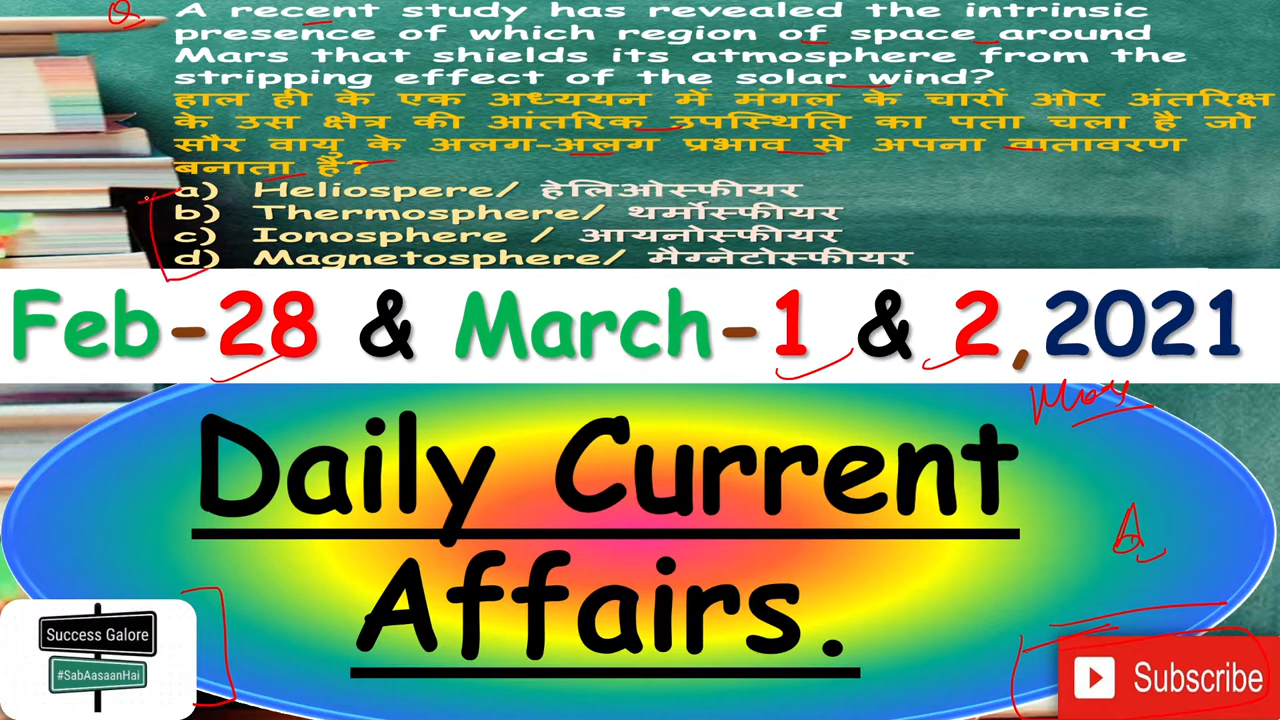 Q
A recent study has revealed the intrinsic
presence of which region of space around
Mars that shields its atmosphere from the
stripping effect of the solar wind?
हाल ही के एक अध्ययन में मंगल के चारों ओर अंतरिक्ष
के उस क्षेत्र की आंतरिक उपस्थिति का पता चला है जो
सौर वायु के अलग-अलग प्रभाव से अपना वातावरण
बनाता है?
a) Heliospere/ हेलिओस्फीयर
b) Thermosphere/ थर्मोस्फीयर
c) Ionosphere / आयनोस्फीयर
d) Magnetosphere/ मैग्नेटोस्फीयर
Feb-28 & March-1 & 2,2021
Daily Current
Affairs.
A
Success Galore
#SabAasaanHai
Subscribe